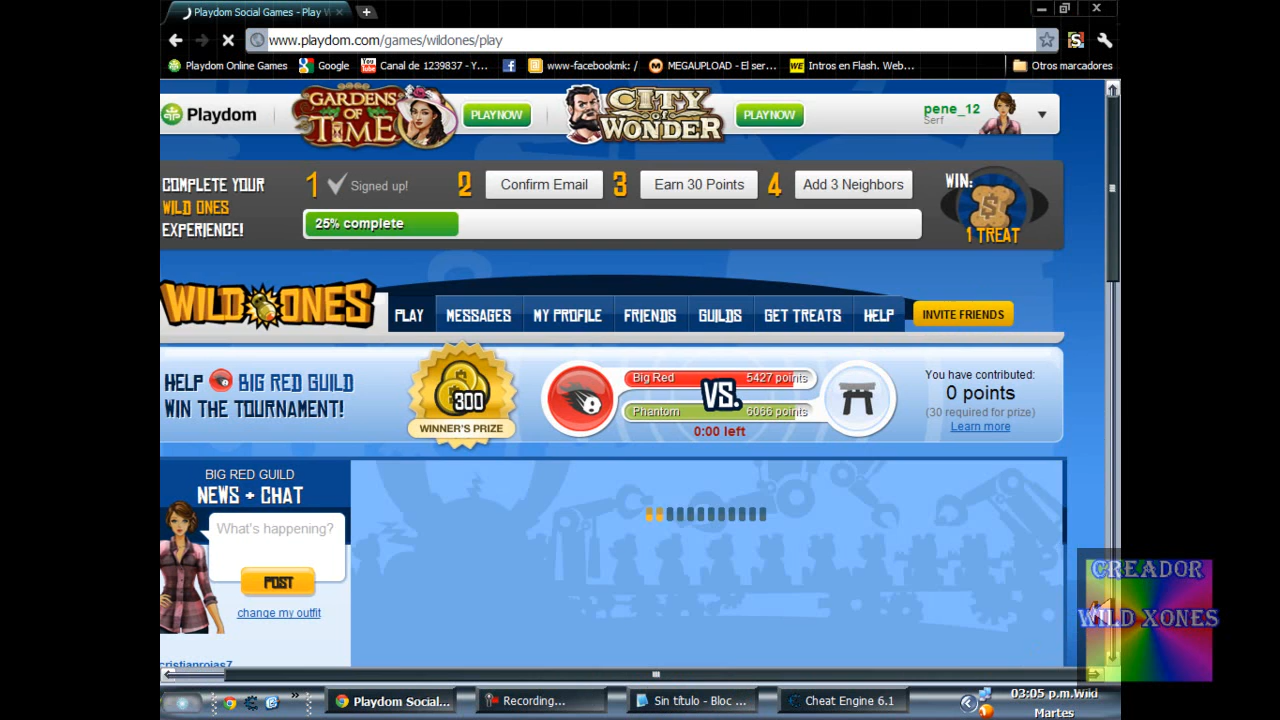 Playdom Social Games - Play W
www.playdom.com/games/wildones/play
Playdom Online Games
Google
Canal de 1239837 - Y...
www-facebookmk: /
MEGAUPLOAD - El ser...
Intros en Flash. Web...
Otros marcadores
Playdom
GARDENS OF TIME
PLAY NOW
CITY OF WONDER
PLAY NOW
pene_12
Serf
COMPLETE YOUR
WILD ONES
EXPERIENCE!
1 Signed up!
2 Confirm Email
3 Earn 30 Points
4 Add 3 Neighbors
25% complete
WIN:
1 TREAT
WILD ONES
PLAY
MESSAGES
MY PROFILE
FRIENDS
GUILDS
GET TREATS
HELP
INVITE FRIENDS
HELP BIG RED GUILD
WIN THE TOURNAMENT!
300
WINNER'S PRIZE
Big Red 5427 points
VS.
Phantom 6066 points
0:00 left
You have contributed:
0 points
(30 required for prize)
Learn more
BIG RED GUILD
NEWS + CHAT
What's happening?
POST
change my outfit
cristianrojas7
CREADOR
WILD XONES
Playdom Social...
Recording...
Sin título - Bloc ...
Cheat Engine 6.1
03:05 p.m. Wild
Martes